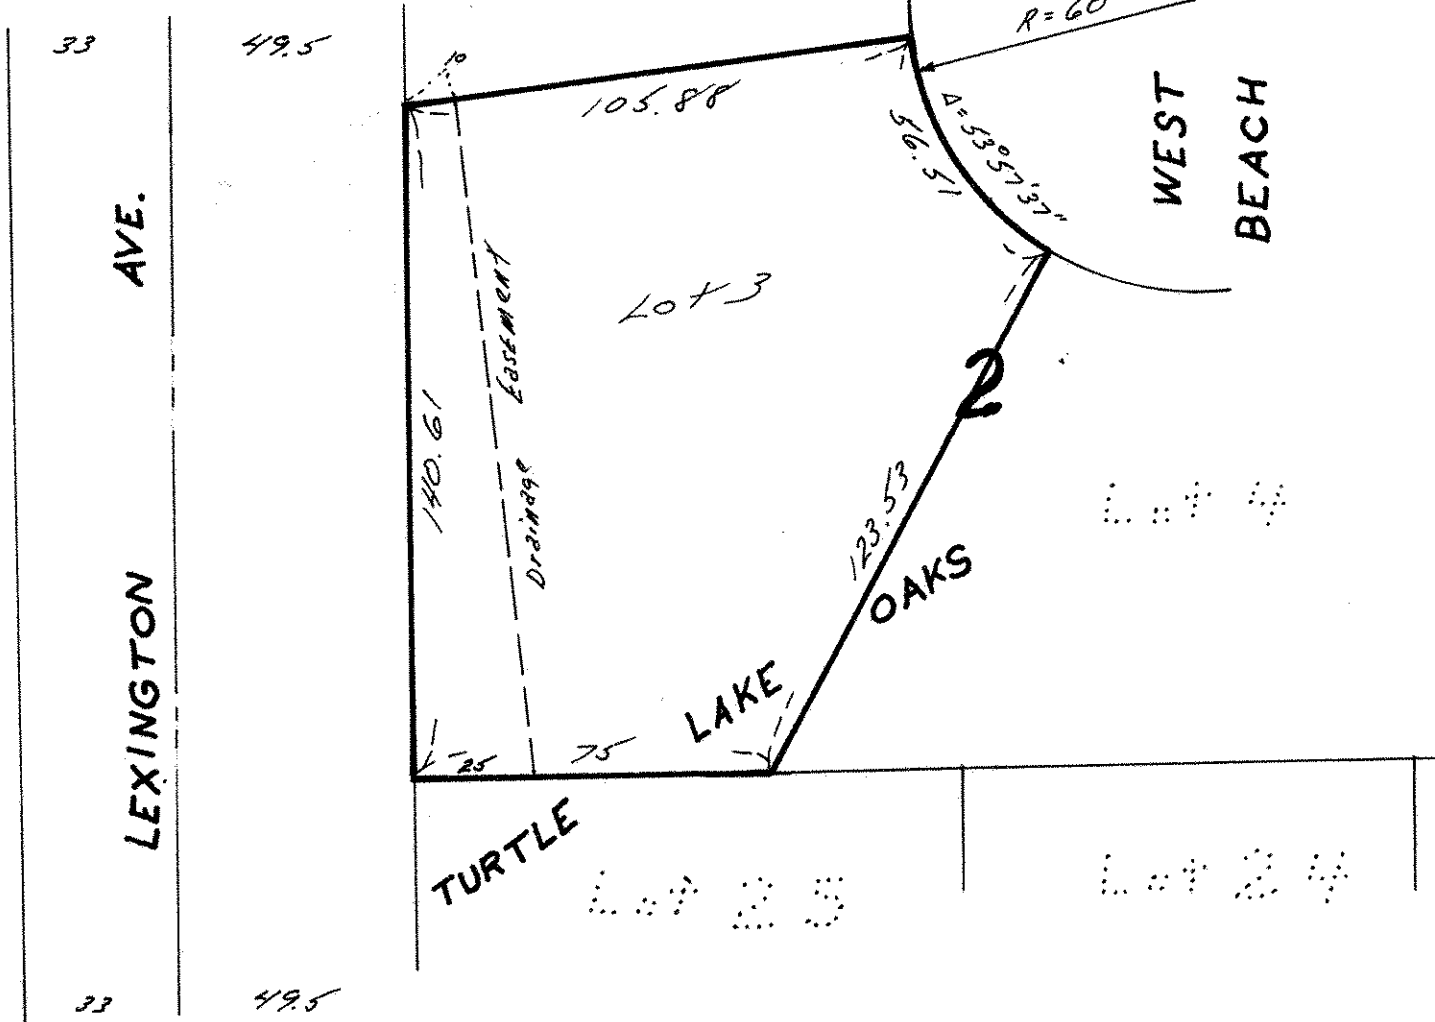 33
49.5
10
R = 60
105.88
Δ = 53°57'37"
56.51
WEST
BEACH
AVE.
Lot 3
Easement
Drainage
140.61
2
123.53
Lot 4
OAKS
LAKE
LEXINGTON
25
75
TURTLE
Lot 25
Lot 24
33
49.5